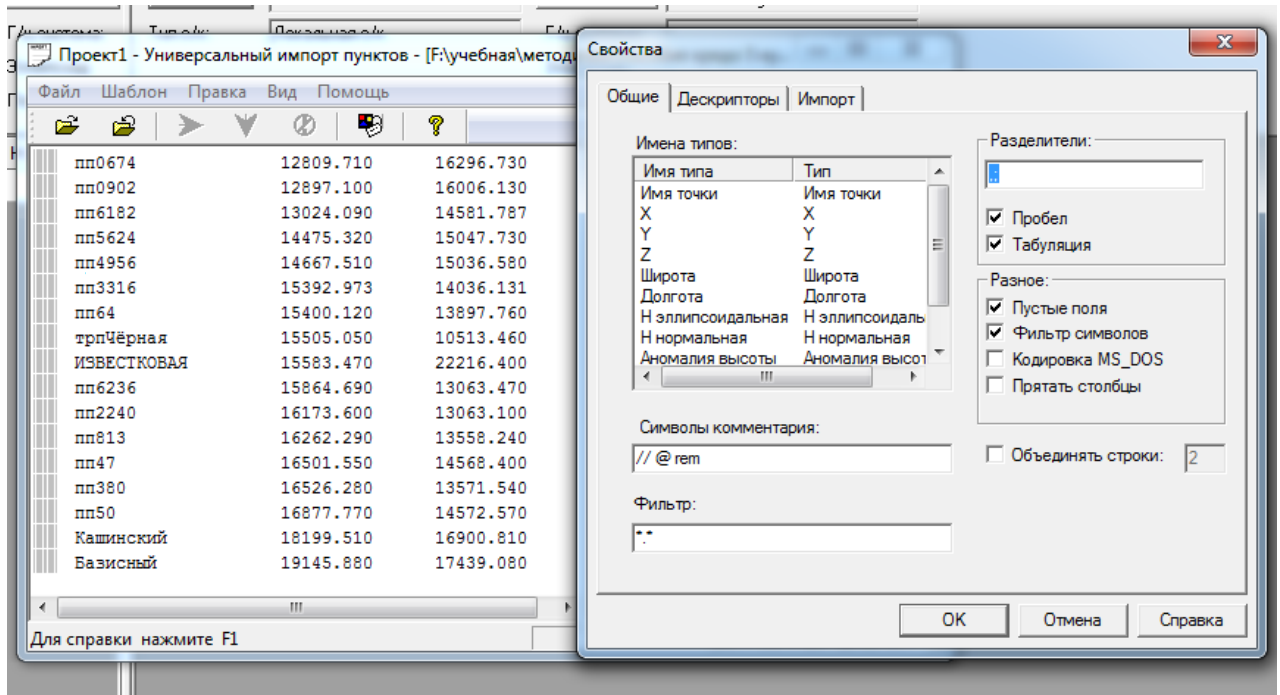 Тип о/к:
Проект1 - Универсальный импорт пунктов - [F:\учебная\методи
Файл Шаблон Правка Вид Помощь
пп0674 12809.710 16296.730
пп0902 12897.100 16006.130
пп6182 13024.090 14581.787
пп5624 14475.320 15047.730
пп4956 14667.510 15036.580
пп3316 15392.973 14036.131
пп64 15400.120 13897.760
трпЧёрная 15505.050 10513.460
ИЗВЕСТКОВАЯ 15583.470 22216.400
пп6236 15864.690 13063.470
пп2240 16173.600 13063.100
пп813 16262.290 13558.240
пп47 16501.550 14568.400
пп380 16526.280 13571.540
пп50 16877.770 14572.570
Кашинский 18199.510 16900.810
Базисный 19145.880 17439.080
Для справки нажмите F1
Свойства
Общие Дескрипторы Импорт
Имена типов:
Имя типа Тип
Имя точки Имя точки
X X
Y Y
Z Z
Широта Широта
Долгота Долгота
H эллипсоидальная H эллипсоидаль
H нормальная H нормальная
Аномалия высоты Аномалия высот
Символы комментария:
// @ rem
Фильтр:
*.*
Разделители:
Пробел
Табуляция
Разное:
Пустые поля
Фильтр символов
Кодировка MS_DOS
Прятать столбцы
Объединять строки: 2
OK Отмена Справка